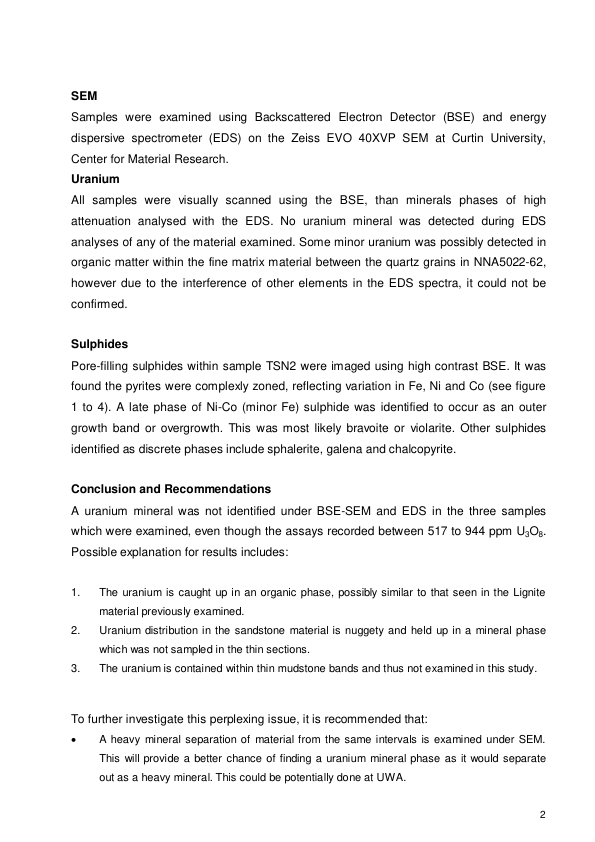 SEM
Samples were examined using Backscattered Electron Detector (BSE) and energy
dispersive spectrometer (EDS) on the Zeiss EVO 40XVP SEM at Curtin University,
Center for Material Research.
Uranium
All samples were visually scanned using the BSE, than minerals phases of high
attenuation analysed with the EDS. No uranium mineral was detected during EDS
analyses of any of the material examined. Some minor uranium was possibly detected in
organic matter within the fine matrix material between the quartz grains in NNA5022-62,
however due to the interference of other elements in the EDS spectra, it could not be
confirmed.
Sulphides
Pore-filling sulphides within sample TSN2 were imaged using high contrast BSE. It was
found the pyrites were complexly zoned, reflecting variation in Fe, Ni and Co (see figure
1 to 4). A late phase of Ni-Co (minor Fe) sulphide was identified to occur as an outer
growth band or overgrowth. This was most likely bravoite or violarite. Other sulphides
identified as discrete phases include sphalerite, galena and chalcopyrite.
Conclusion and Recommendations
A uranium mineral was not identified under BSE-SEM and EDS in the three samples
which were examined, even though the assays recorded between 517 to 944 ppm U₃O₈.
Possible explanation for results includes:
1. The uranium is caught up in an organic phase, possibly similar to that seen in the Lignite
material previously examined.
2. Uranium distribution in the sandstone material is nuggety and held up in a mineral phase
which was not sampled in the thin sections.
3. The uranium is contained within thin mudstone bands and thus not examined in this study.
To further investigate this perplexing issue, it is recommended that:
• A heavy mineral separation of material from the same intervals is examined under SEM.
This will provide a better chance of finding a uranium mineral phase as it would separate
out as a heavy mineral. This could be potentially done at UWA.
2